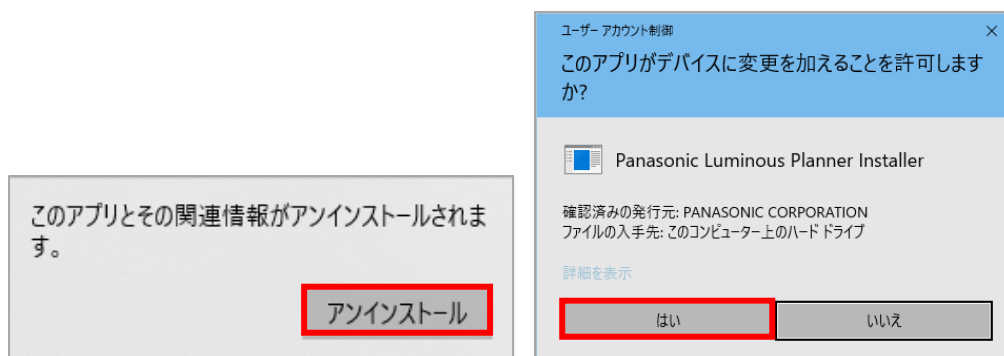 このアプリとその関連情報がアンインストールされま
す。
アンインストール
ユーザー アカウント制御
このアプリがデバイスに変更を加えることを許可します
か?
Panasonic Luminous Planner Installer
確認済みの発行元: PANASONIC CORPORATION
ファイルの入手先: このコンピューター上のハード ドライブ
詳細を表示
はい
いいえ